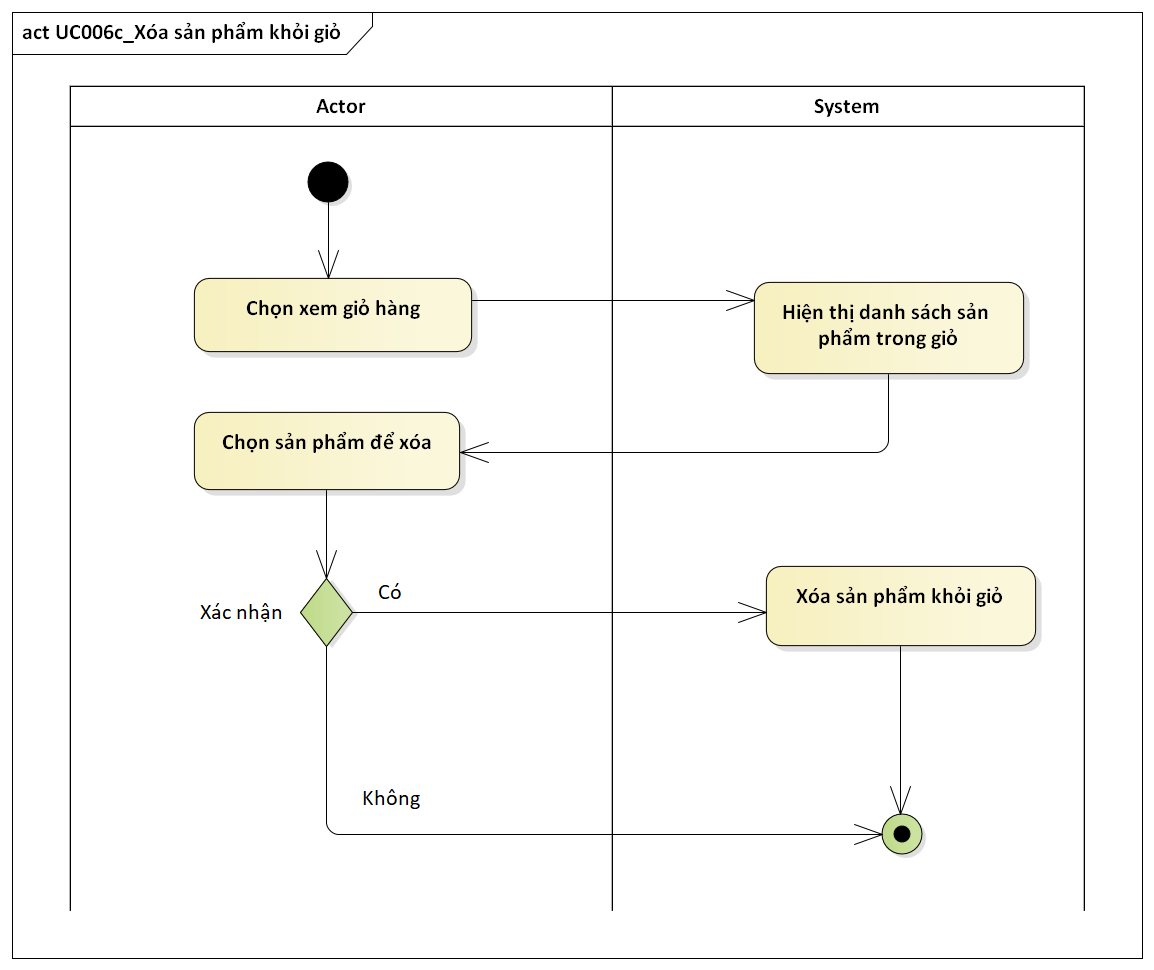 act UC006c_Xóa sản phẩm khỏi giỏ
Actor
System
Chọn xem giỏ hàng
Hiện thị danh sách sản
phẩm trong giỏ
Chọn sản phẩm để xóa
Có
Xác nhận
Xóa sản phẩm khỏi giỏ
Không